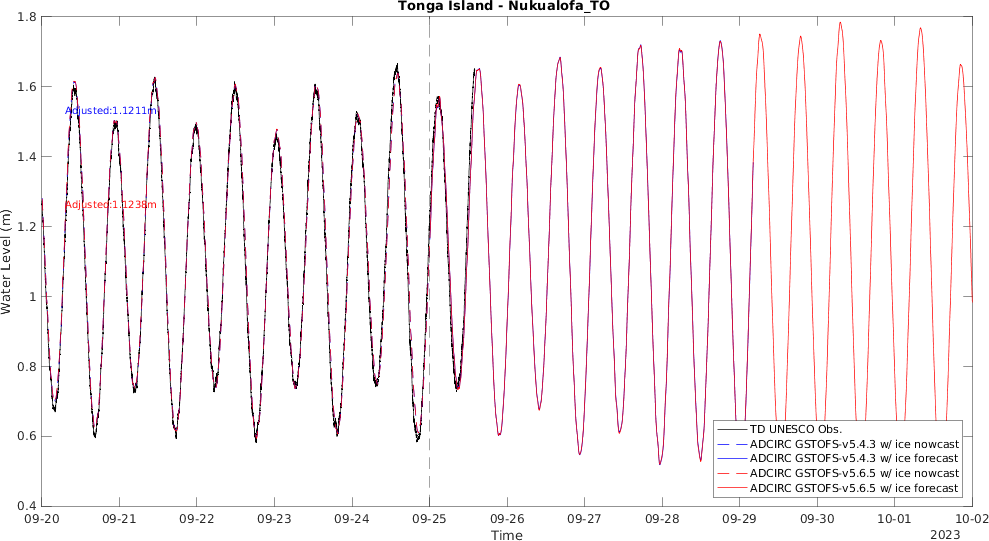 Tonga Island - Nukualofa_TO
1.8
1.6
1.4
1.2
1
0.8
0.6
0.4
Water Level (m)
Adjusted:1.1211m
Adjusted:1.1238m
TD UNESCO Obs.
ADCIRC GSTOFS-v5.4.3 w/ ice nowcast
ADCIRC GSTOFS-v5.4.3 w/ ice forecast
ADCIRC GSTOFS-v5.6.5 w/ ice nowcast
ADCIRC GSTOFS-v5.6.5 w/ ice forecast
09-20 09-21 09-22 09-23 09-24 09-25 09-26 09-27 09-28 09-29 09-30 10-01 10-02
Time
2023